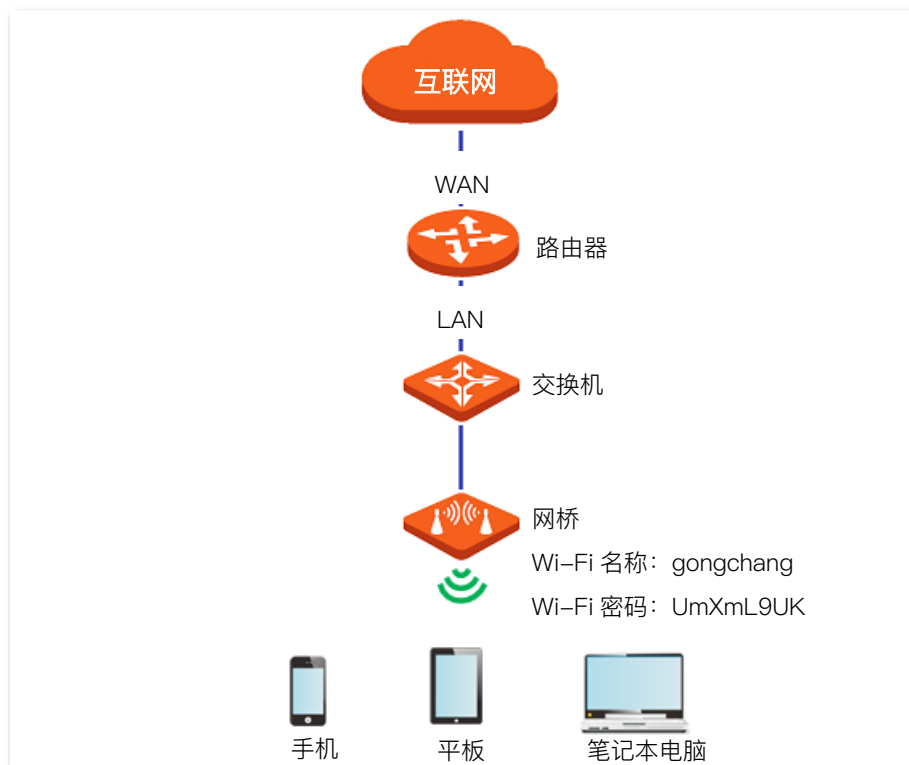 互联网
WAN
路由器
LAN
交换机
网桥
Wi-Fi 名称：gongchang
Wi-Fi 密码：UmXmL9UK
手机
平板
笔记本电脑